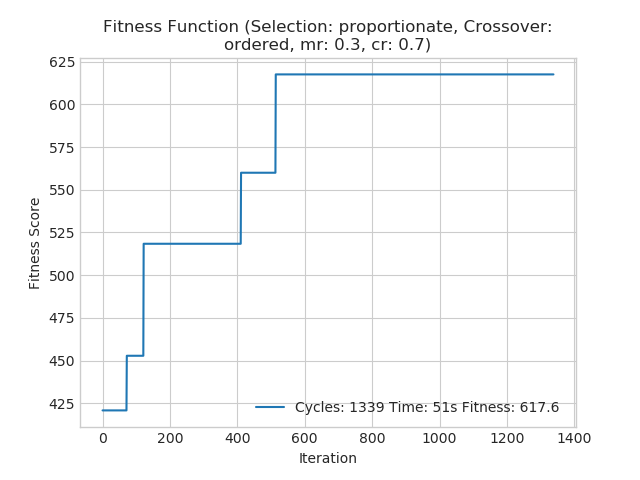 Fitness Function (Selection: proportionate, Crossover:
ordered, mr: 0.3, cr: 0.7)
625
600
575
550
525
500
475
450
425
Fitness Score
Cycles: 1339 Time: 51s Fitness: 617.6
0 200 400 600 800 1000 1200 1400
Iteration